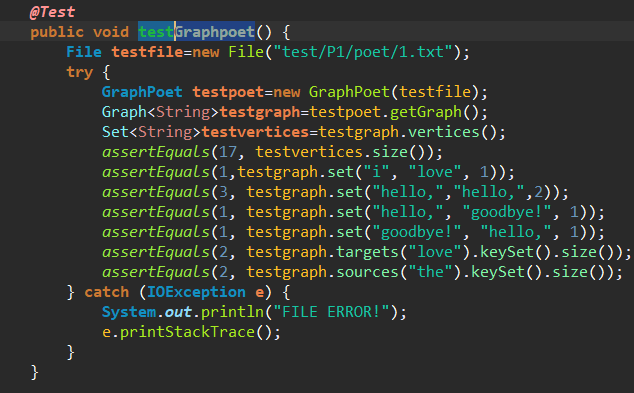 @Test
public void testGraphpoet() {
File testfile=new File("test/P1/poet/1.txt");
try {
GraphPoet testpoet=new GraphPoet(testfile);
Graph<String>testgraph=testpoet.getGraph();
Set<String>testvertices=testgraph.vertices();
assertEquals(17, testvertices.size());
assertEquals(1,testgraph.set("i", "love", 1));
assertEquals(3, testgraph.set("hello,","hello,",2));
assertEquals(1, testgraph.set("hello,", "goodbye!", 1));
assertEquals(1, testgraph.set("goodbye!", "hello,", 1));
assertEquals(2, testgraph.targets("love").keySet().size());
assertEquals(2, testgraph.sources("the").keySet().size());
} catch (IOException e) {
System.out.println("FILE ERROR!");
e.printStackTrace();
}
}